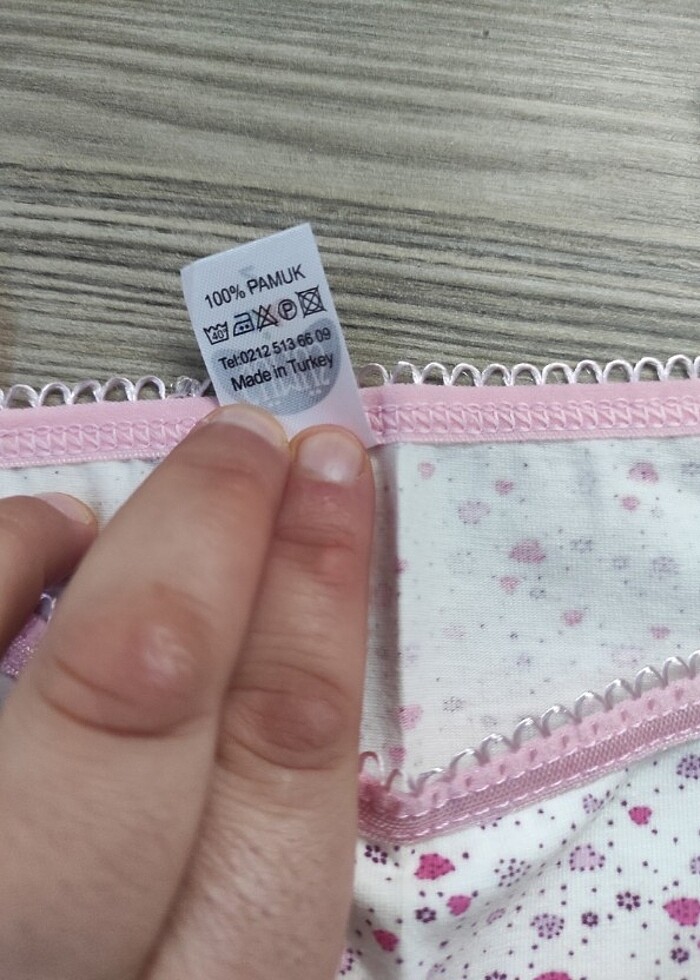 100% PAMUK
40 P
Tel:0212 513 66 09
Made in Turkey